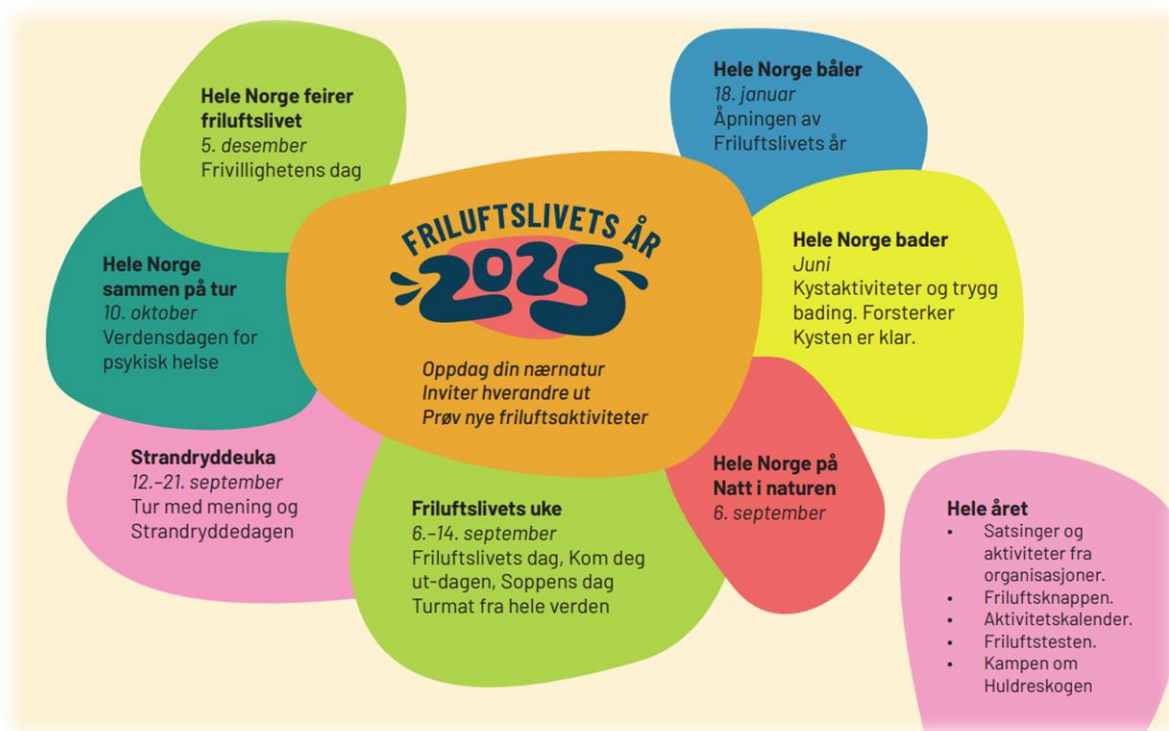 FRILUFTSLIVETS ÅR
2025
Oppdag din nærnatur
Inviter hverandre ut
Prøv nye friluftsaktiviteter
Hele Norge båler
18. januar
Åpningen av
Friluftslivets år
Hele Norge bader
Juni
Kystaktiviteter og trygg
bading. Forsterker
Kysten er klar.
Hele Norge på
Natt i naturen
6. september
Friluftslivets uke
6.–14. september
Friluftslivets dag, Kom deg
ut-dagen, Soppens dag
Turmat fra hele verden
Strandryddeuka
12.–21. september
Tur med mening og
Strandryddedagen
Hele Norge
sammen på tur
10. oktober
Verdensdagen for
psykisk helse
Hele Norge feirer
friluftslivet
5. desember
Frivillighetens dag
Hele året
• Satsinger og
aktiviteter fra
organisasjoner.
• Friluftsknappen.
• Aktivitetskalender.
• Friluftstesten.
• Kampen om
Huldreskogen